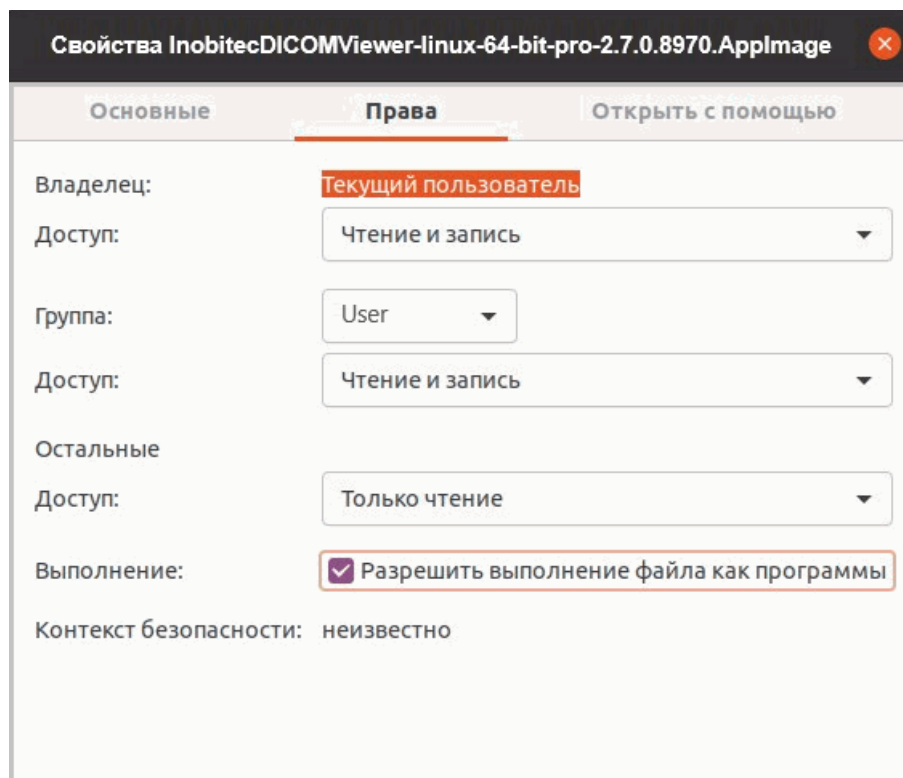 Свойства InobitecDICOMViewer-linux-64-bit-pro-2.7.0.8970.AppImage
Основные Права Открыть с помощью
Владелец: Текущий пользователь
Доступ: Чтение и запись
Группа: User
Доступ: Чтение и запись
Остальные
Доступ: Только чтение
Выполнение: Разрешить выполнение файла как программы
Контекст безопасности: неизвестно